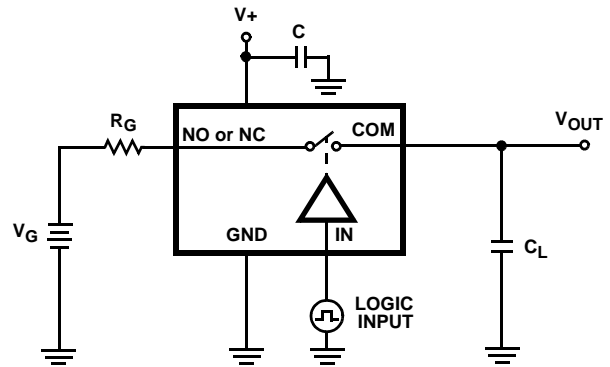 V+
C
RG
NO or NC
COM
VOUT
VG
GND
IN
CL
LOGIC
INPUT